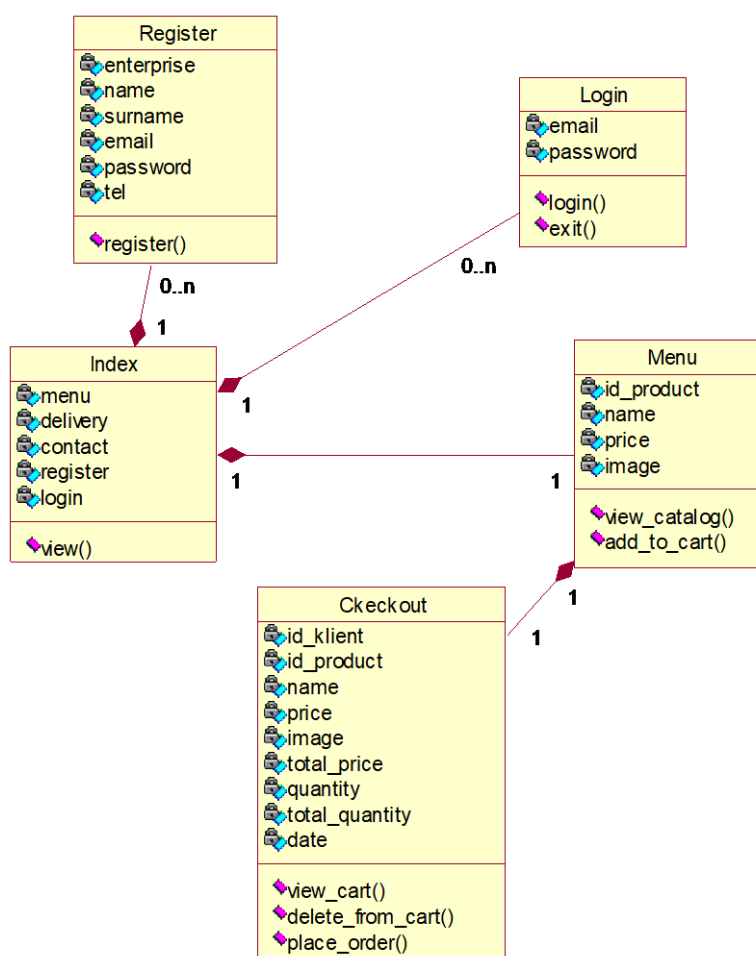 Register
enterprise
name
surname
email
password
tel
register()
0..n
1
Login
email
password
login()
exit()
0..n
1
Index
menu
delivery
contact
register
login
view()
1
1
Menu
id_product
name
price
image
view_catalog()
add_to_cart()
1
1
Ckeckout
id_klient
id_product
name
price
image
total_price
quantity
total_quantity
date
view_cart()
delete_from_cart()
place_order()